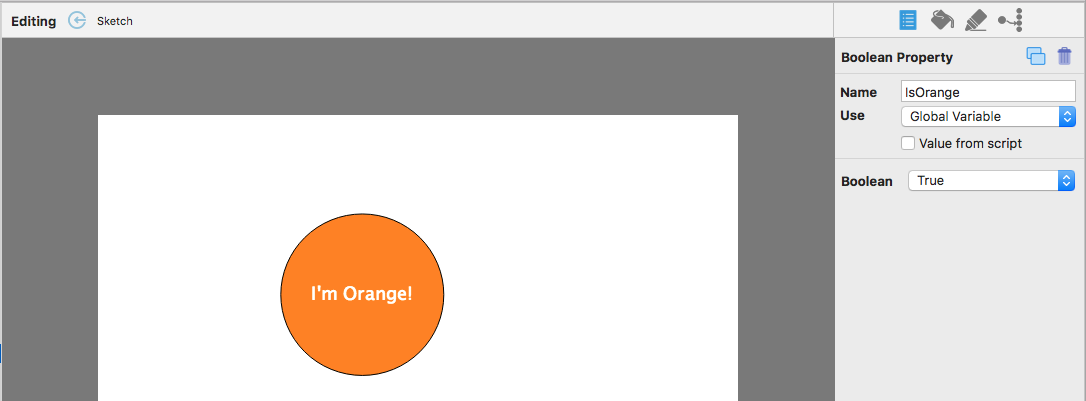 Editing Sketch
Boolean Property
Name IsOrange
Use Global Variable
Value from script
Boolean True
I'm Orange!